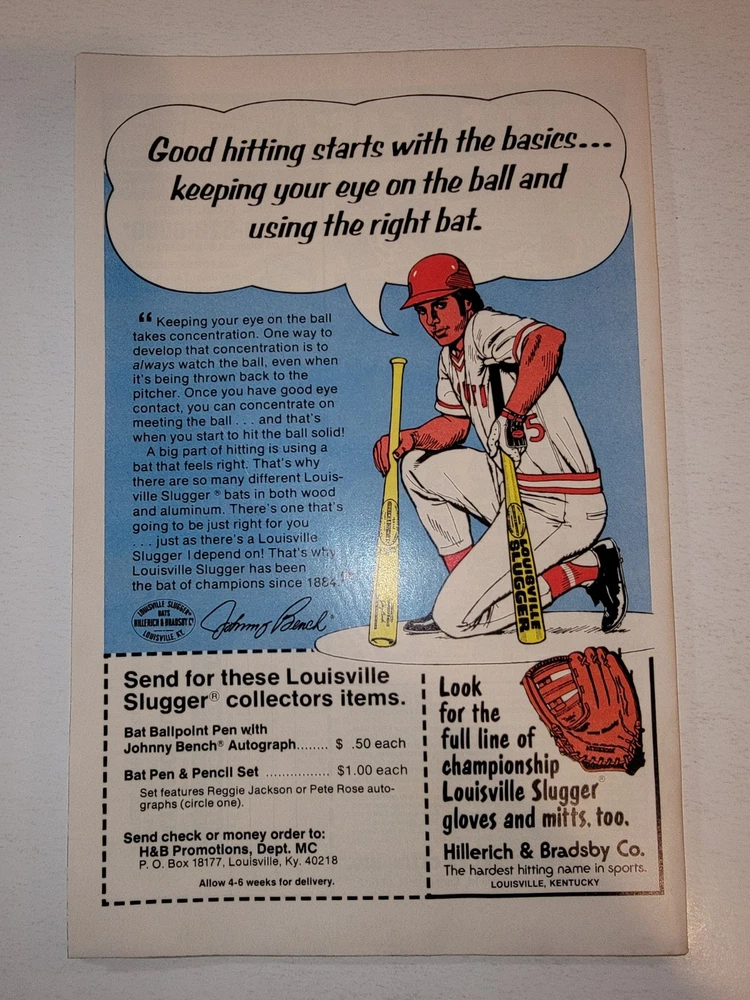 Good hitting starts with the basics...
keeping your eye on the ball and
using the right bat.
“ Keeping your eye on the ball
takes concentration. One way to
develop that concentration is to
always watch the ball, even when
it's being thrown back to the
pitcher. Once you have good eye
contact, you can concentrate on
meeting the ball . . . and that's
when you start to hit the ball solid!
A big part of hitting is using a
bat that feels right. That's why
there are so many different Louis-
ville Slugger® bats in both wood
and aluminum. There's one that's
going to be just right for you
. . . just as there's a Louisville
Slugger I depend on! That's why
Louisville Slugger has been
the bat of champions since 1884.”
LOUISVILLE SLUGGER®
BATS
HILLERICH & BRADSBY Co
LOUISVILLE, KY.
Johnny Bench®
5
LOUISVILLE
SLUGGER
Send for these Louisville
Slugger® collectors items.
Bat Ballpoint Pen with
Johnny Bench® Autograph........ $ .50 each
Bat Pen & Pencil Set ................ $1.00 each
Set features Reggie Jackson or Pete Rose auto-
graphs (circle one).
Send check or money order to:
H&B Promotions, Dept. MC
P. O. Box 18177, Louisville, Ky. 40218
Allow 4-6 weeks for delivery.
Look
for the
full line of
championship
Louisville Slugger®
gloves and mitts, too.
Hillerich & Bradsby Co.
The hardest hitting name in sports.
LOUISVILLE, KENTUCKY